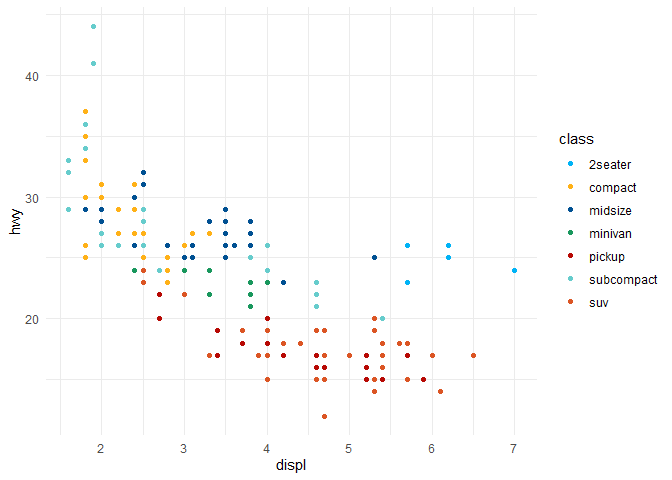 40
30
20
hwy
2 3 4 5 6 7
displ
class
2seater
compact
midsize
minivan
pickup
subcompact
suv